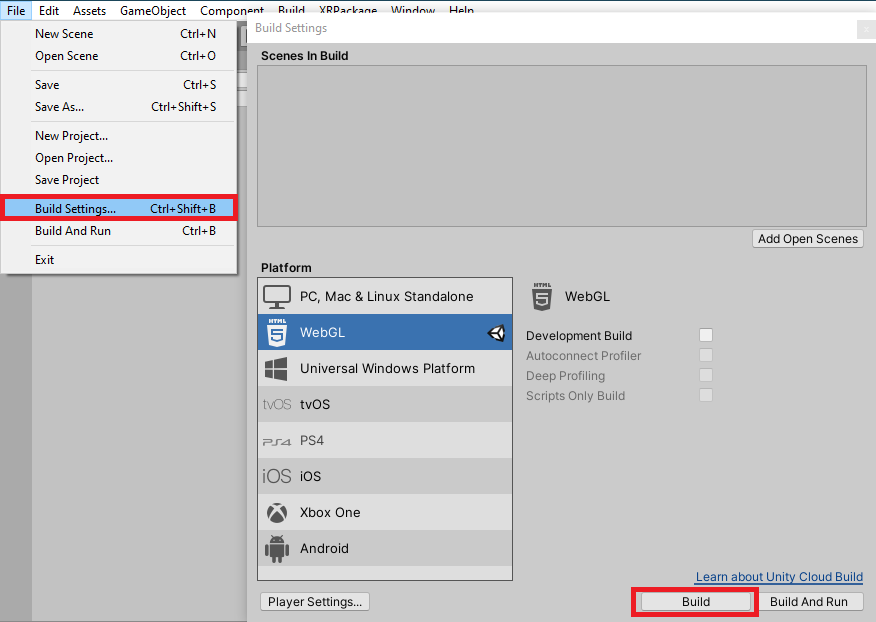 File Edit Assets GameObject Component Build XRPackage Window Help
New Scene Ctrl+N
Open Scene Ctrl+O
Save Ctrl+S
Save As... Ctrl+Shift+S
New Project...
Open Project...
Save Project
Build Settings... Ctrl+Shift+B
Build And Run Ctrl+B
Exit
Build Settings
x
Scenes In Build
Add Open Scenes
Platform
PC, Mac & Linux Standalone
HTML 5 WebGL
Universal Windows Platform
tvOS tvOS
PS4 PS4
iOS iOS
Xbox One
Android
HTML 5 WebGL
Development Build
Autoconnect Profiler
Deep Profiling
Scripts Only Build
Learn about Unity Cloud Build
Player Settings... Build Build And Run